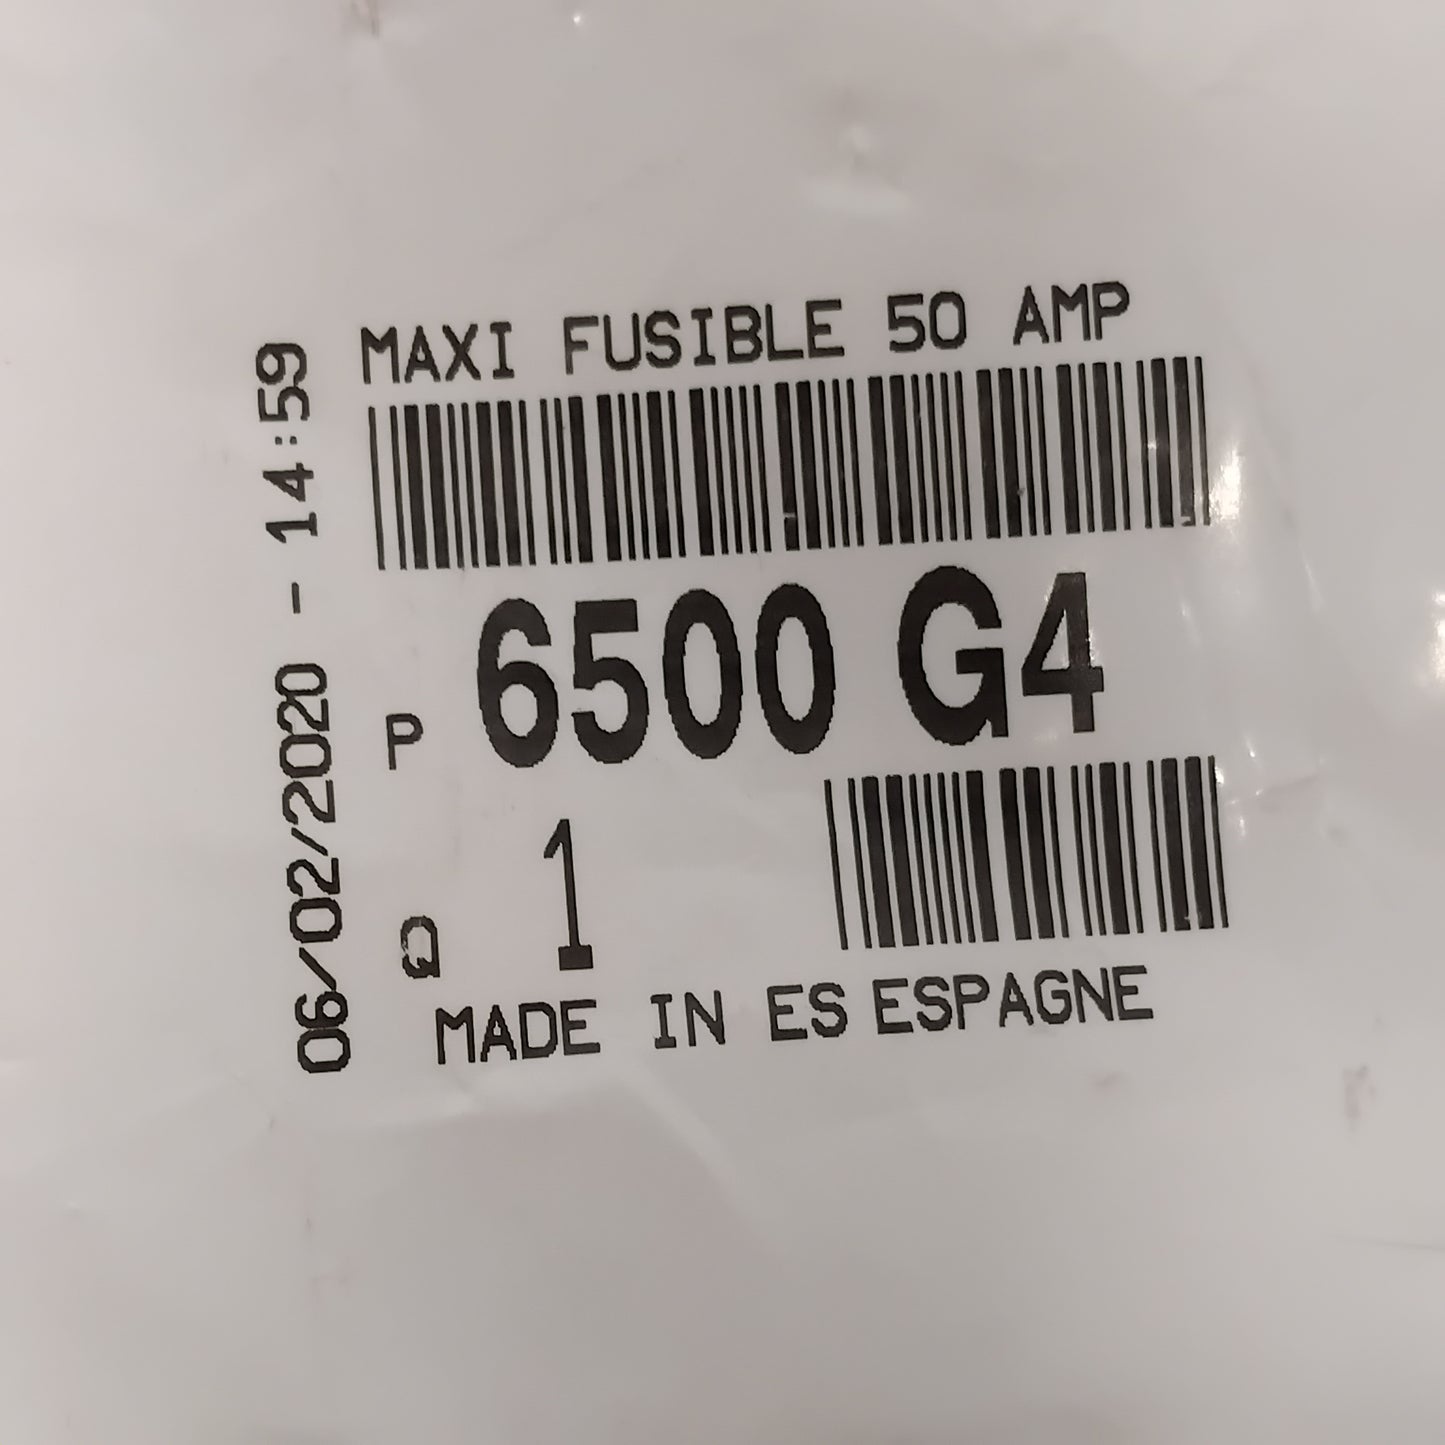 MAXI FUSIBLE 50 AMP
P 6500 G4
Q 1
MADE IN ES ESPAGNE
06/02/2020 - 14:59